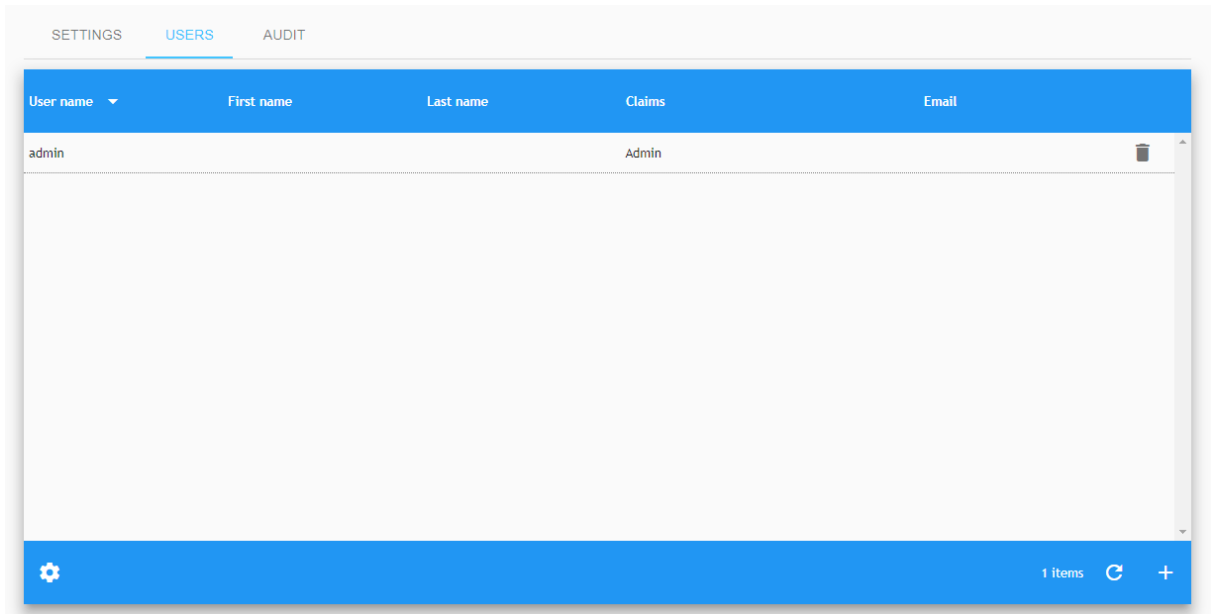 SETTINGS USERS AUDIT
User name First name Last name Claims Email
admin Admin
1 items